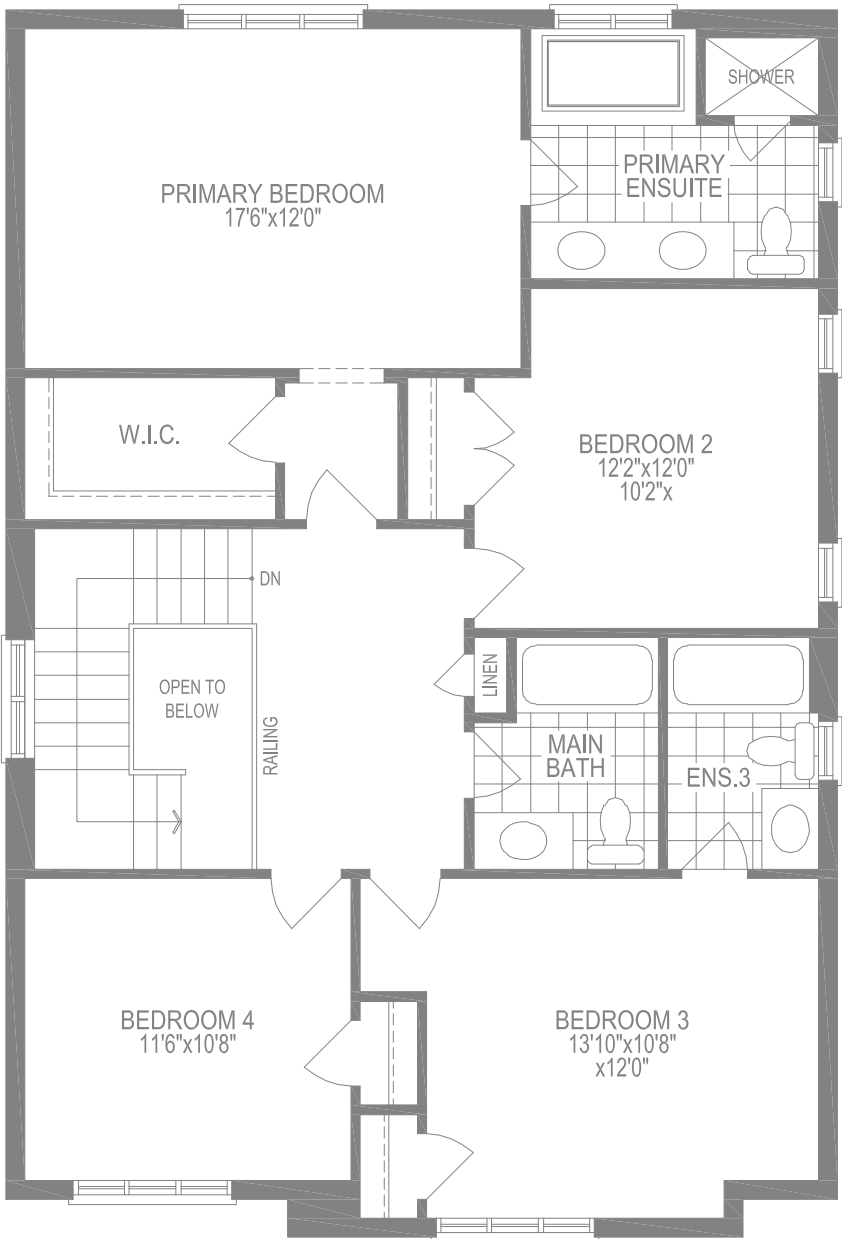 SHOWER
PRIMARY
ENSUITE
PRIMARY BEDROOM
17'6"x12'0"
W.I.C.
BEDROOM 2
12'2"x12'0"
10'2"x
DN
OPEN TO
BELOW
RAILING
LINEN
MAIN
BATH
ENS.3
BEDROOM 4
11'6"x10'8"
BEDROOM 3
13'10"x10'8"
x12'0"